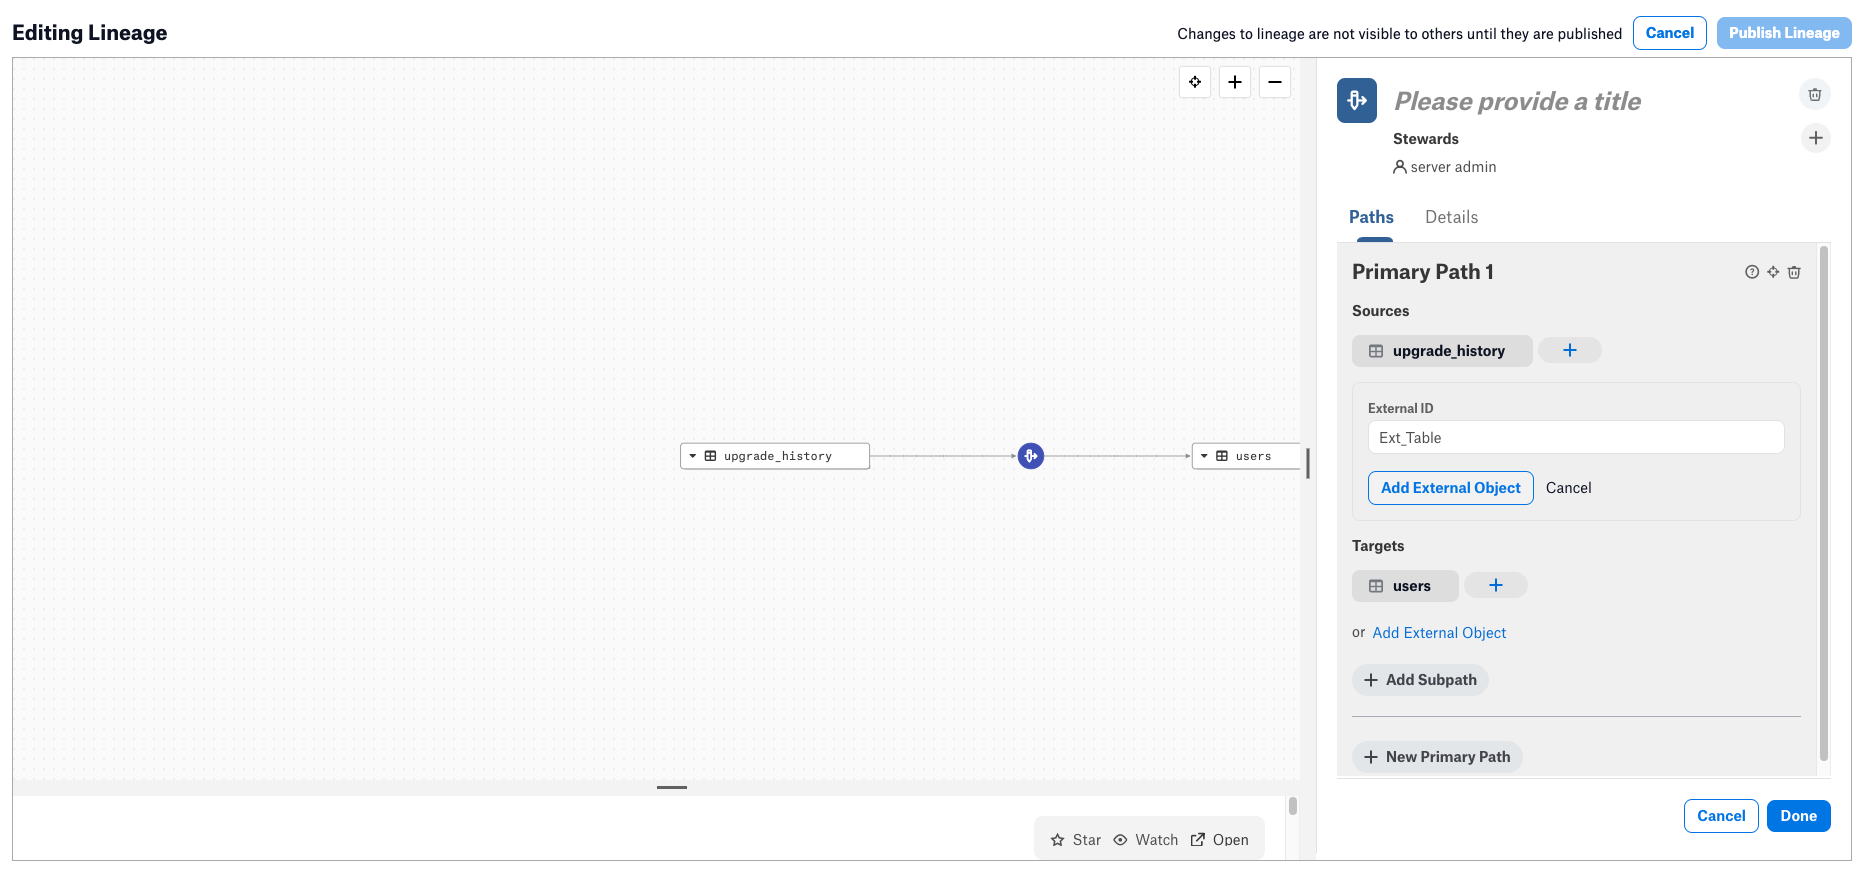 Editing Lineage
Changes to lineage are not visible to others until they are published
Cancel
Publish Lineage
Please provide a title
Stewards
server admin
Paths
Details
Primary Path 1
Sources
upgrade_history
External ID
Ext_Table
Add External Object
Cancel
Targets
users
or Add External Object
Add Subpath
New Primary Path
Cancel
Done
upgrade_history
users
Star
Watch
Open